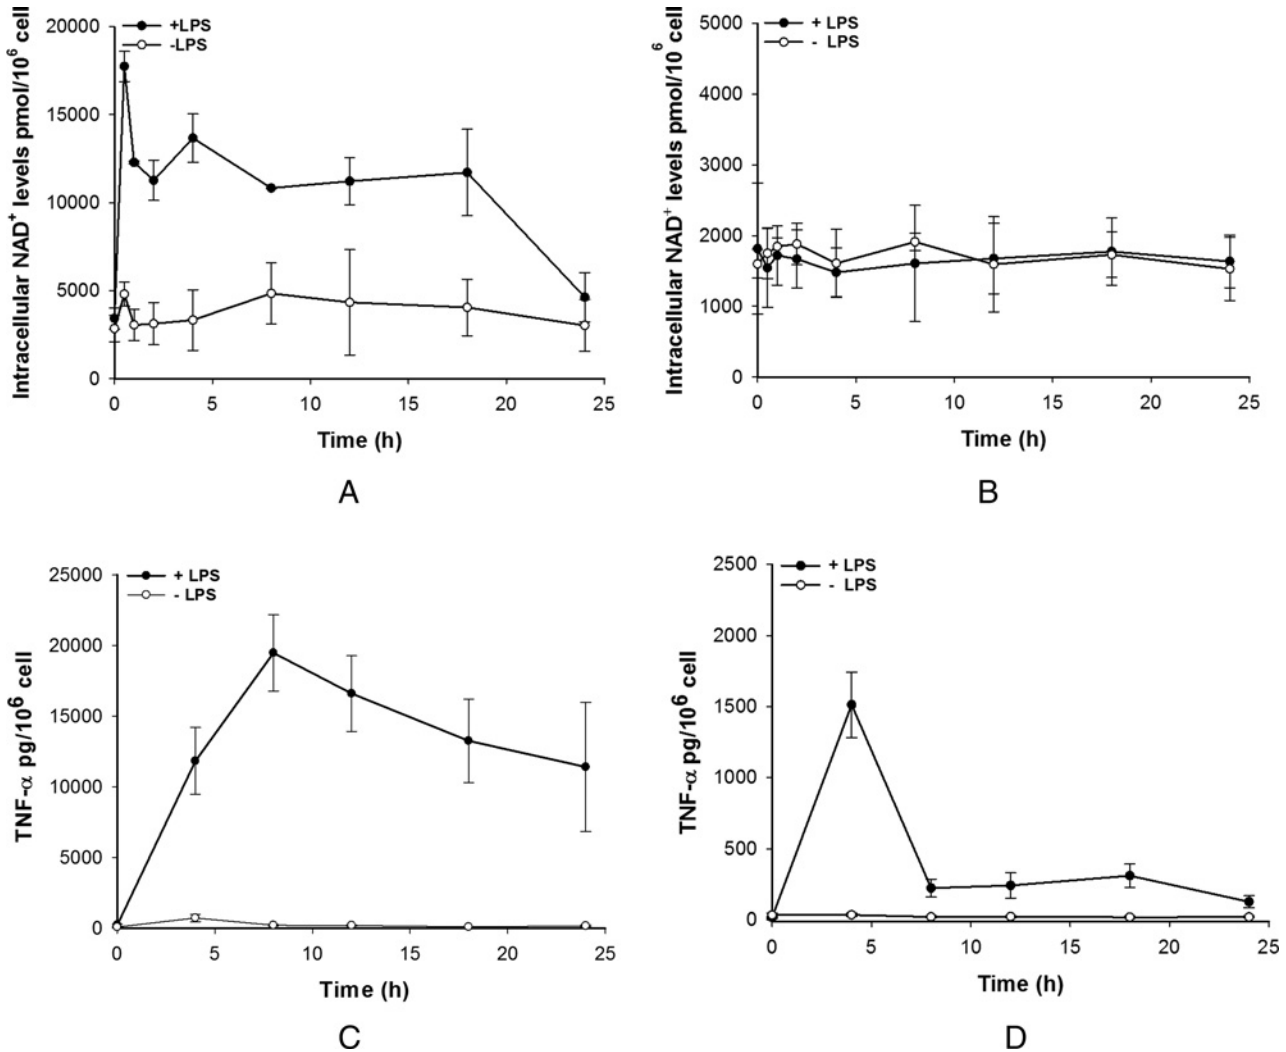 +LPS
-LPS
Intracellular NAD+ levels pmol/10^6 cell
20000
15000
10000
5000
0
0 5 10 15 20 25
Time (h)
A
+ LPS
- LPS
Intracellular NAD+ levels pmol/10^6 cell
5000
4000
3000
2000
1000
0
0 5 10 15 20 25
Time (h)
B
+ LPS
- LPS
TNF-α pg/10^6 cell
25000
20000
15000
10000
5000
0
0 5 10 15 20 25
Time (h)
C
+ LPS
- LPS
TNF-α pg/10^6 cell
2500
2000
1500
1000
500
0
0 5 10 15 20 25
Time (h)
D